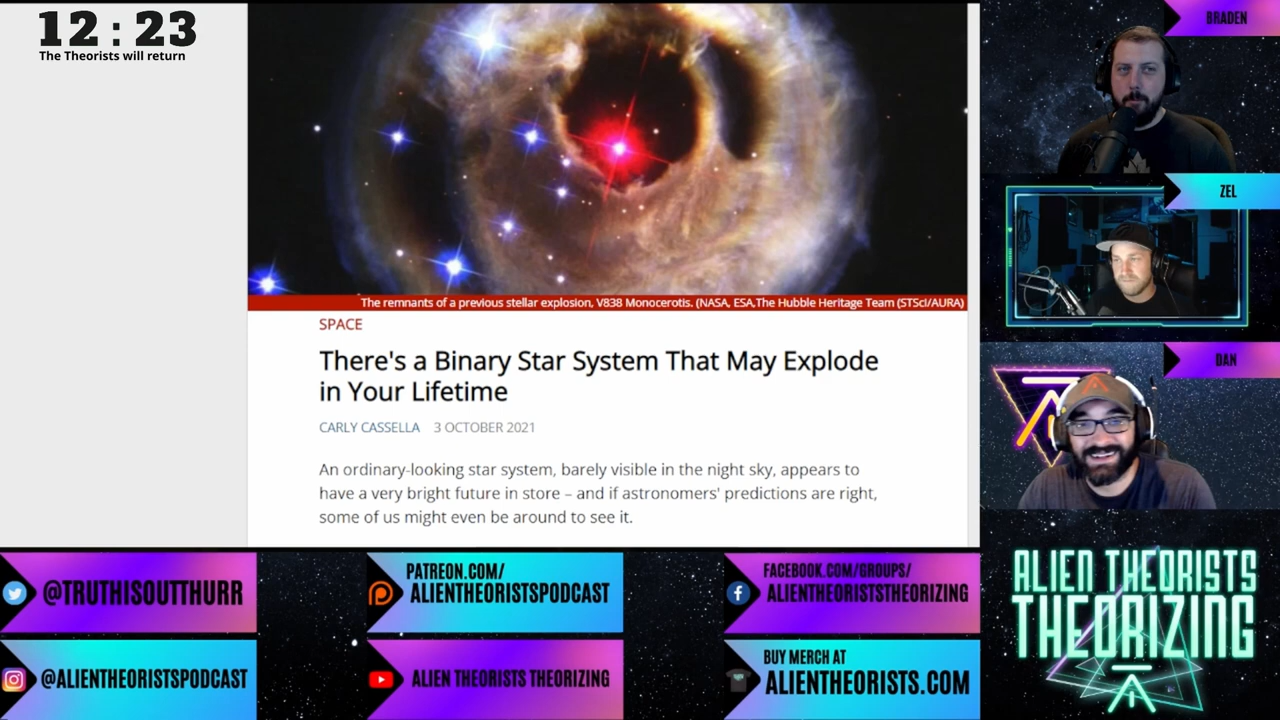 12:23
The Theorists will return
The remnants of a previous stellar explosion, V838 Monocerotis. (NASA, ESA,The Hubble Heritage Team (STScI/AURA)
SPACE
There's a Binary Star System That May Explode
in Your Lifetime
CARLY CASSELLA 3 OCTOBER 2021
An ordinary-looking star system, barely visible in the night sky, appears to
have a very bright future in store – and if astronomers' predictions are right,
some of us might even be around to see it.
BRADEN
ZEL
DAN
@TRUTHISOUTTHURR
PATREON.COM/
ALIENTHEORISTSPODCAST
FACEBOOK.COM/GROUPS/
ALIENTHEORISTSTHEORIZING
@ALIENTHEORISTSPODCAST
ALIEN THEORISTS THEORIZING
BUY MERCH AT
ALIENTHEORISTS.COM
ALIEN THEORISTS
THEORIZING